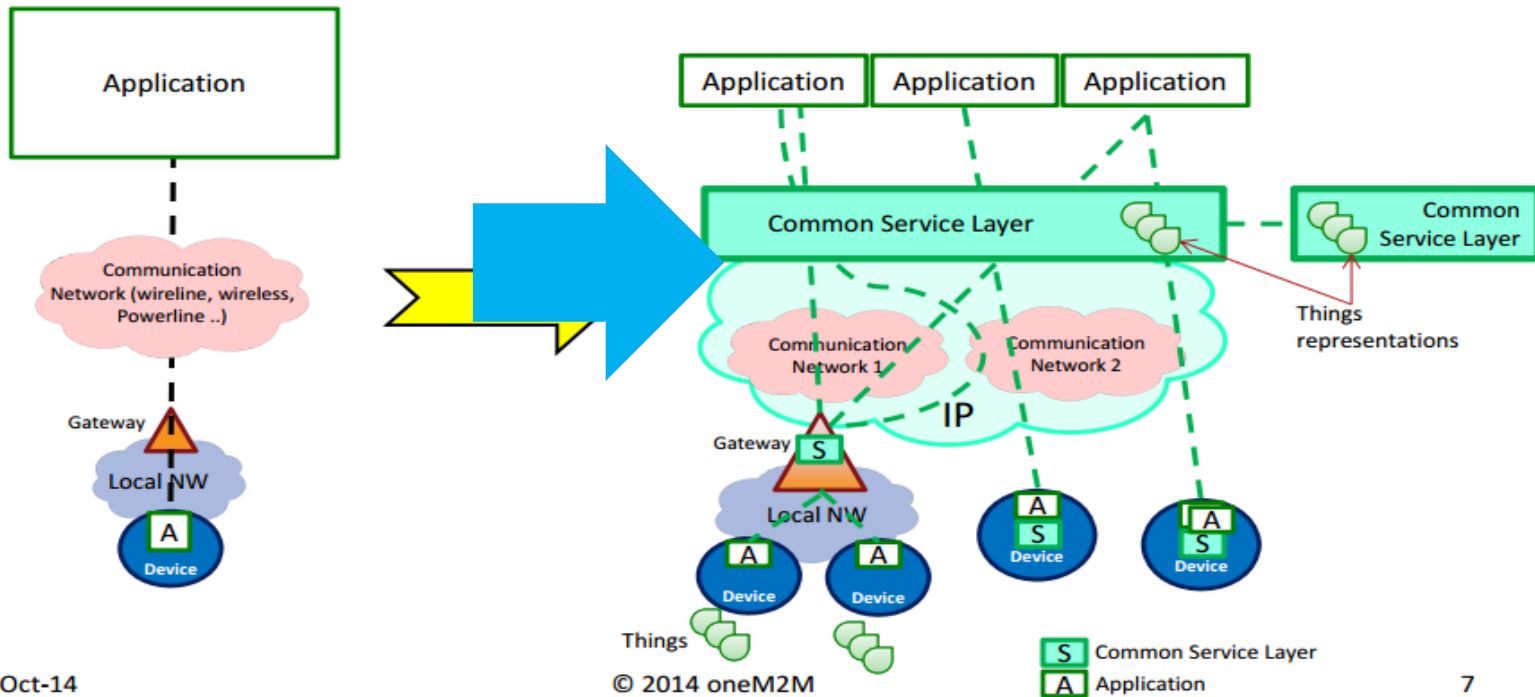 Application
Communication
Network (wireline, wireless,
Powerline ..)
Gateway
Local NW
A
Device
Application
Application
Application
Common Service Layer
Common
Service Layer
Things
representations
Communication
Network 1
Communication
Network 2
IP
Gateway
S
Local NW
A
Device
A
Device
A
S
Device
A
S
Device
Things
S Common Service Layer
A Application
Oct-14
© 2014 oneM2M
7